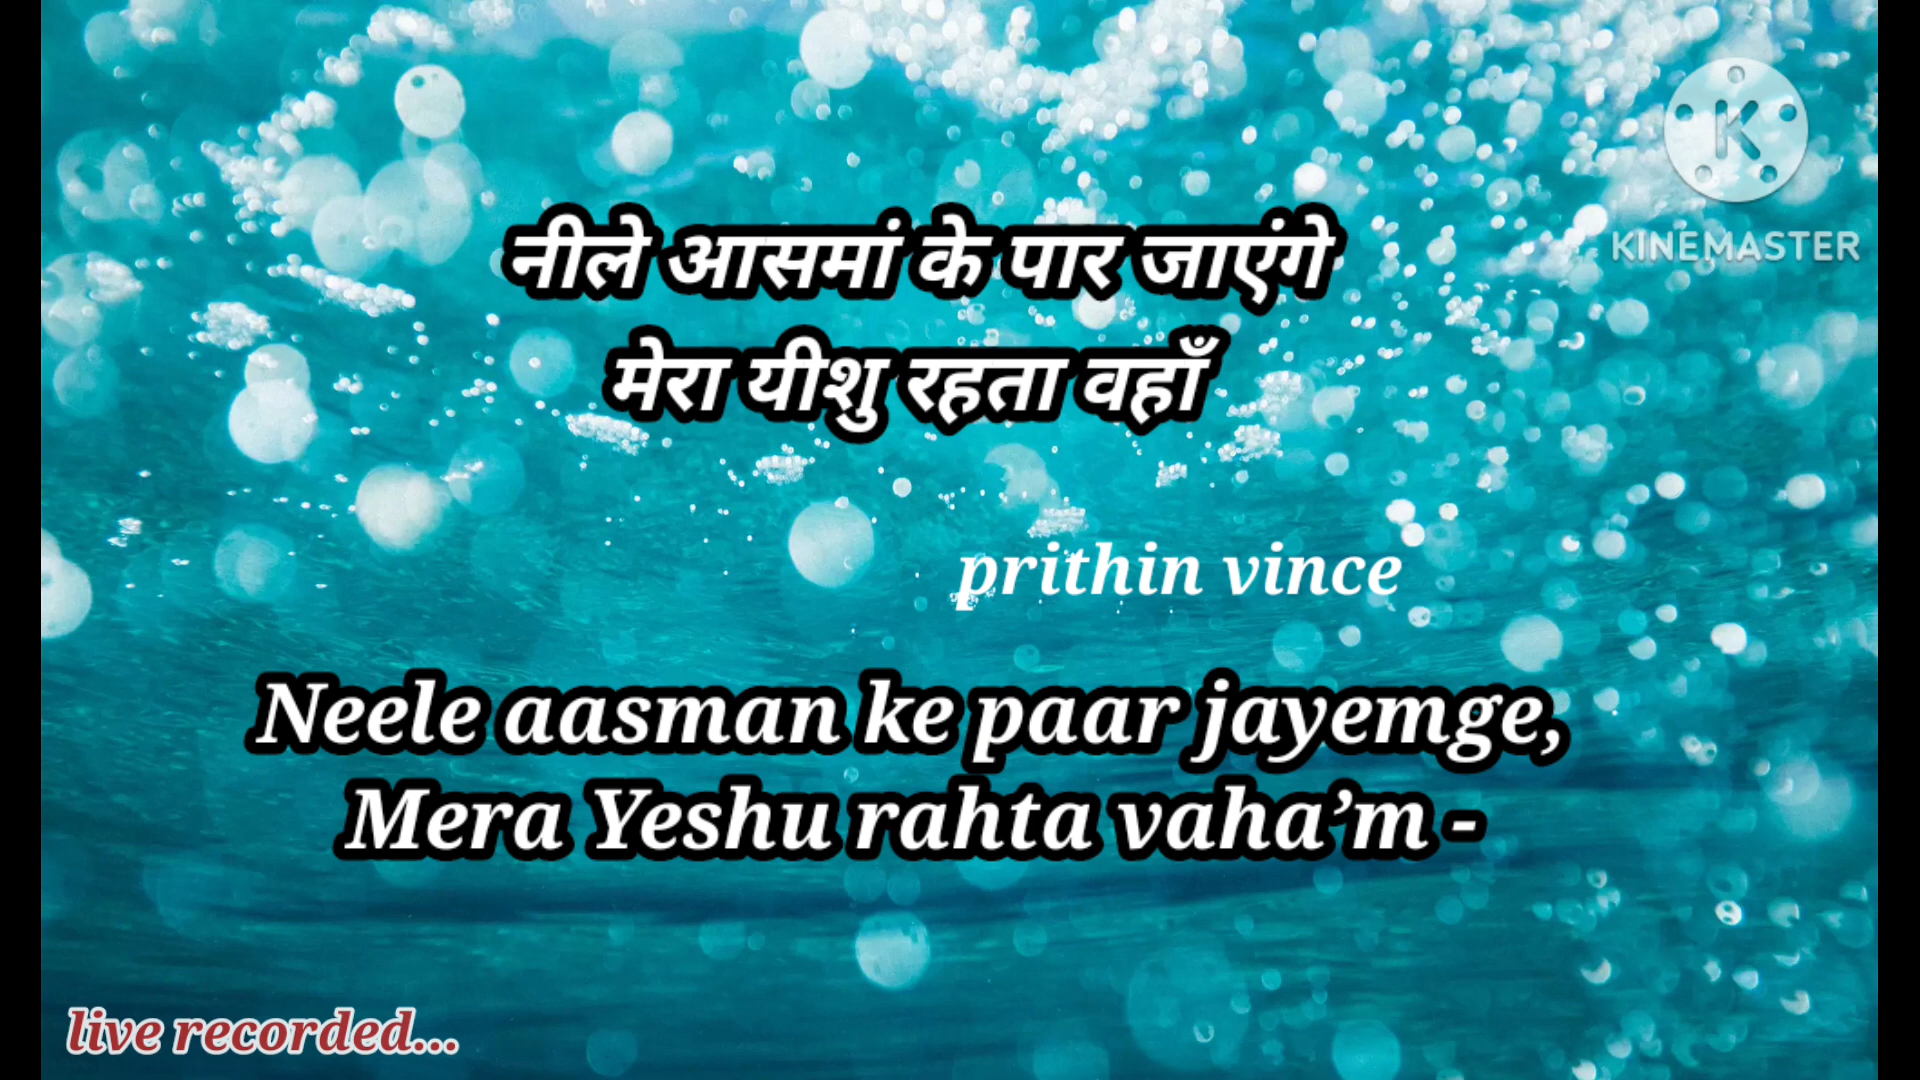 KINEMASTER
नीले आसमां के पार जाएंगे
मेरा यीशु रहता वहाँ
prithin vince
Neele aasman ke paar jayemge,
Mera Yeshu rahta vaha’m -
live recorded...